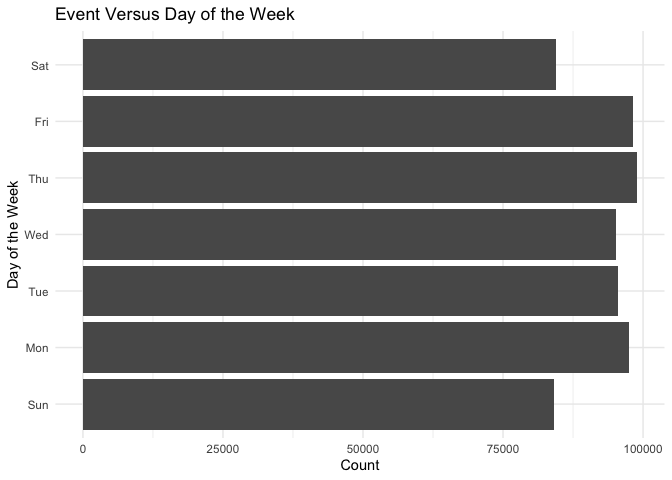 Event Versus Day of the Week
Sat
Fri
Thu
Wed
Tue
Mon
Sun
Day of the Week
0 25000 50000 75000 100000
Count